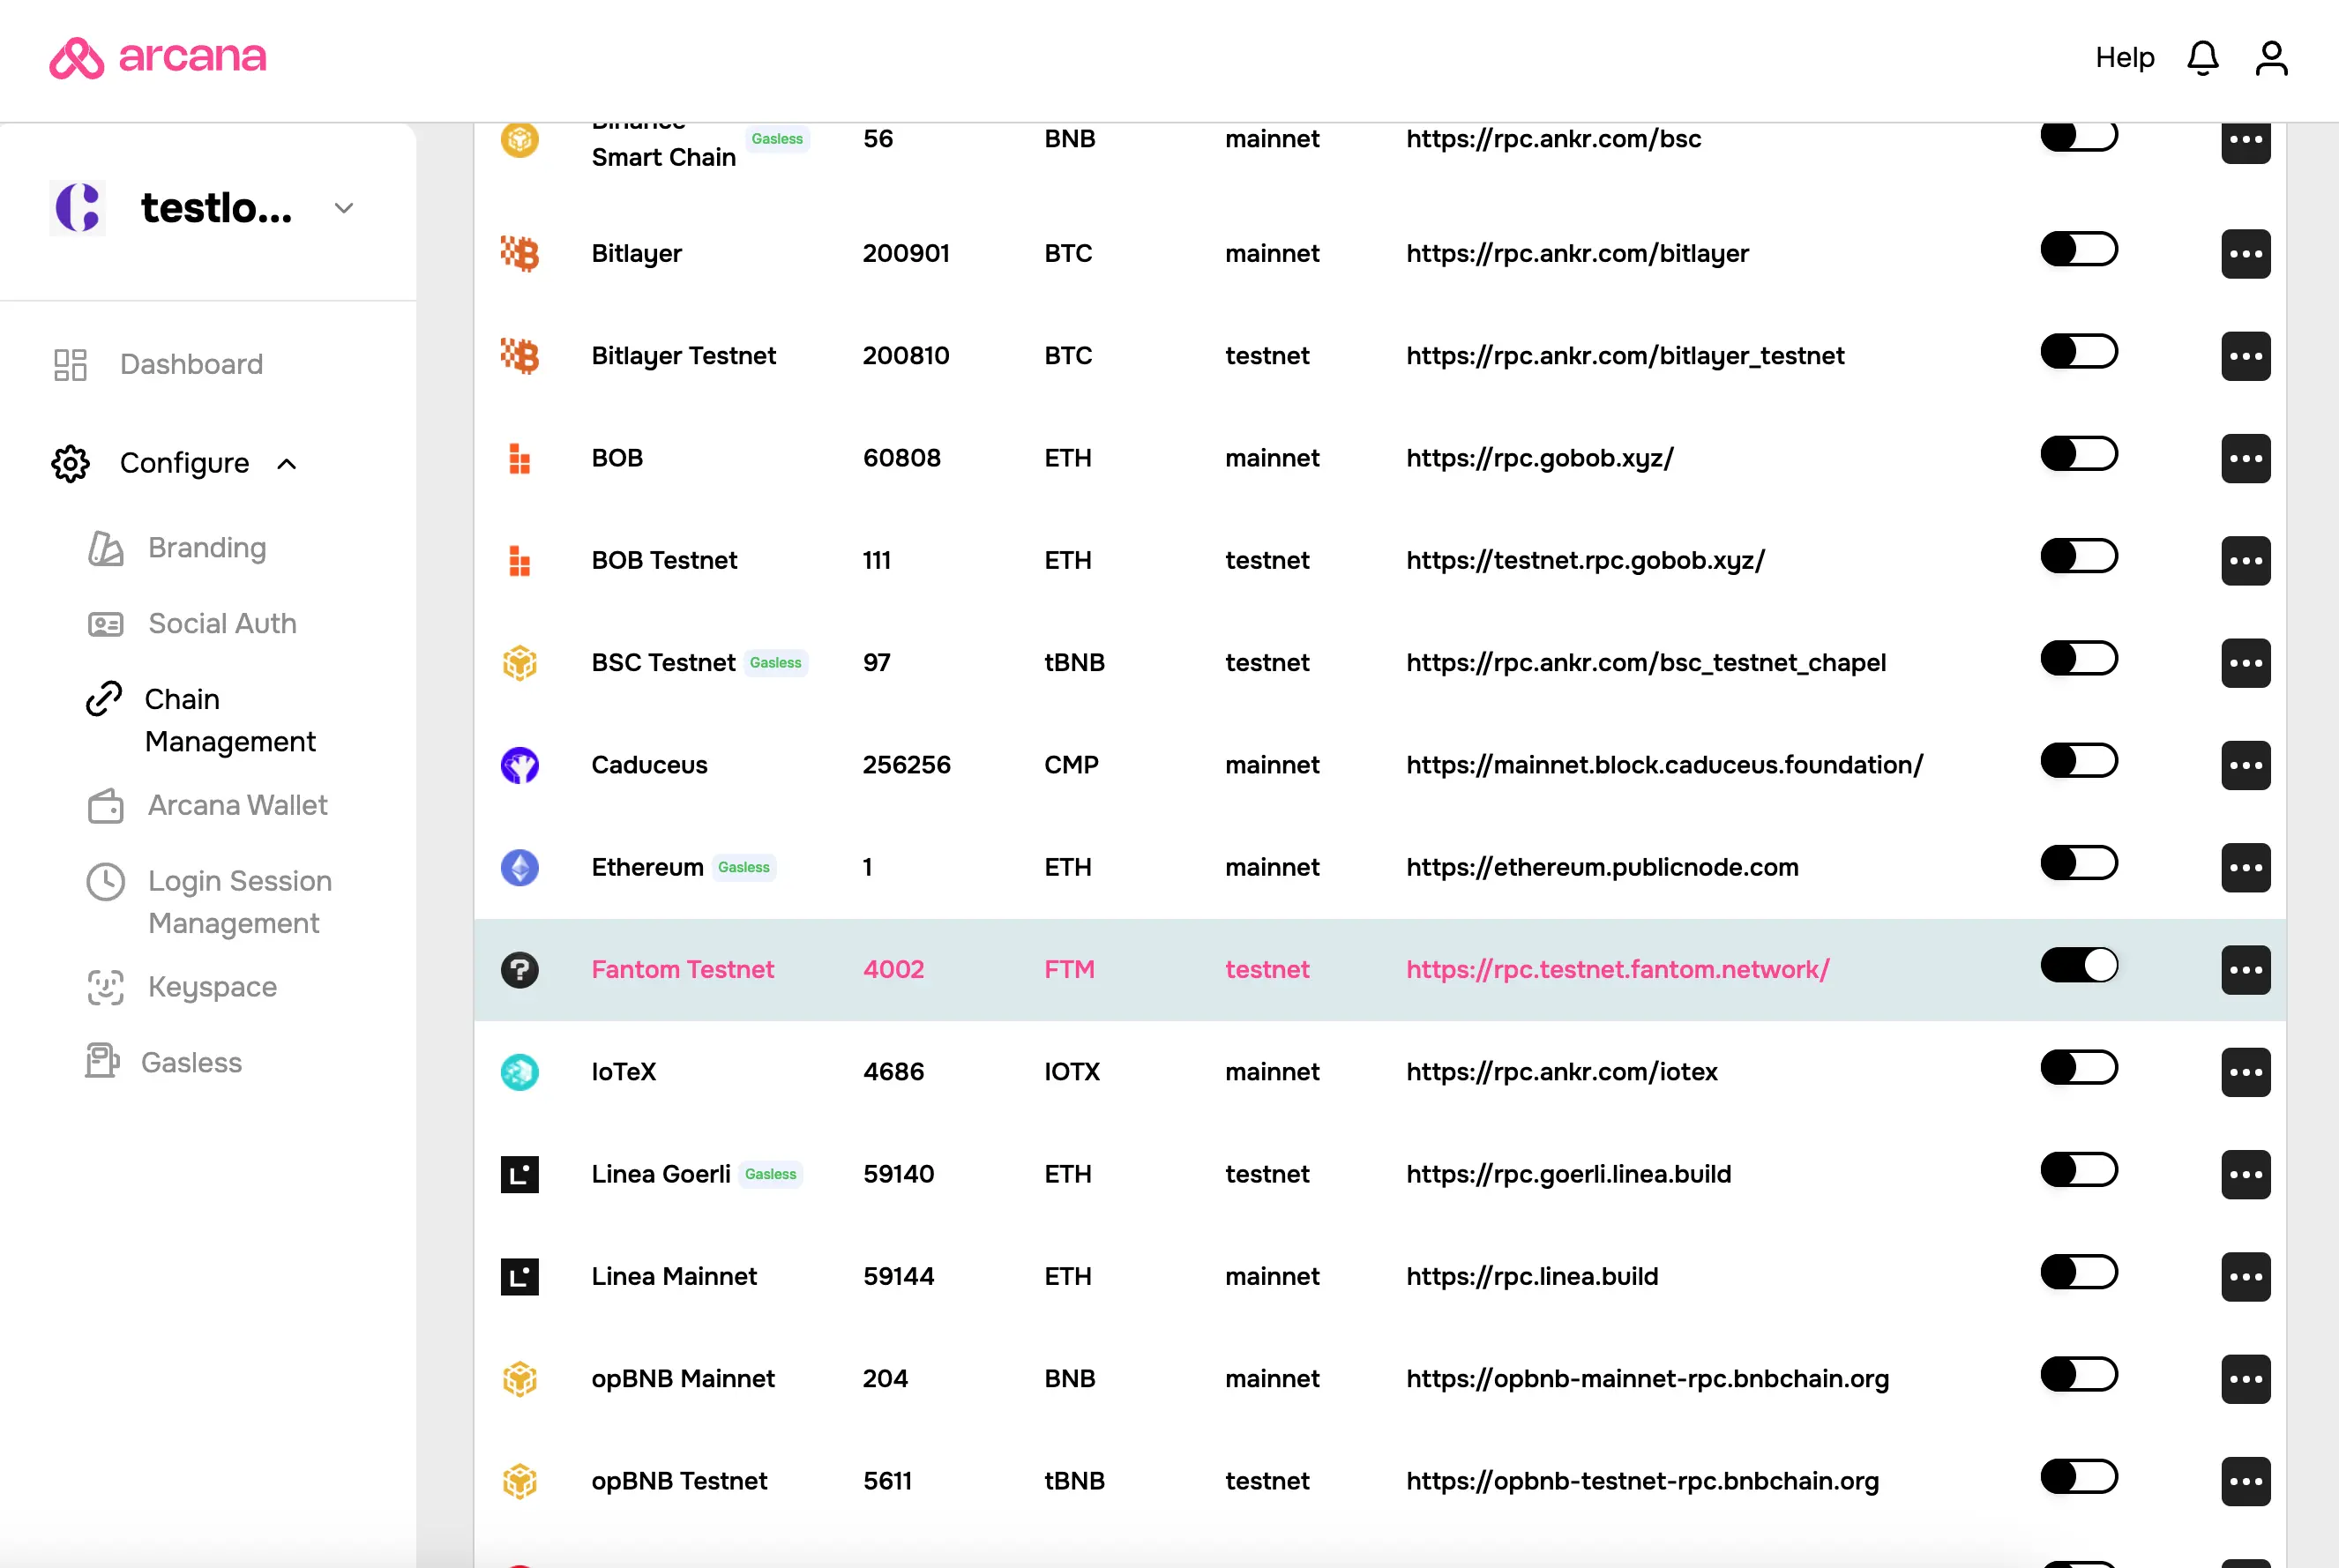 arcana
Help
testlo...
Dashboard
Configure
Branding
Social Auth
Chain
Management
Arcana Wallet
Login Session
Management
Keyspace
Gasless
Binance
Smart Chain Gasless 56 BNB mainnet https://rpc.ankr.com/bsc
Bitlayer 200901 BTC mainnet https://rpc.ankr.com/bitlayer
Bitlayer Testnet 200810 BTC testnet https://rpc.ankr.com/bitlayer_testnet
BOB 60808 ETH mainnet https://rpc.gobob.xyz/
BOB Testnet 111 ETH testnet https://testnet.rpc.gobob.xyz/
BSC Testnet Gasless 97 tBNB testnet https://rpc.ankr.com/bsc_testnet_chapel
Caduceus 256256 CMP mainnet https://mainnet.block.caduceus.foundation/
Ethereum Gasless 1 ETH mainnet https://ethereum.publicnode.com
Fantom Testnet 4002 FTM testnet https://rpc.testnet.fantom.network/
IoTeX 4686 IOTX mainnet https://rpc.ankr.com/iotex
Linea Goerli Gasless 59140 ETH testnet https://rpc.goerli.linea.build
Linea Mainnet 59144 ETH mainnet https://rpc.linea.build
opBNB Mainnet 204 BNB mainnet https://opbnb-mainnet-rpc.bnbchain.org
opBNB Testnet 5611 tBNB testnet https://opbnb-testnet-rpc.bnbchain.org